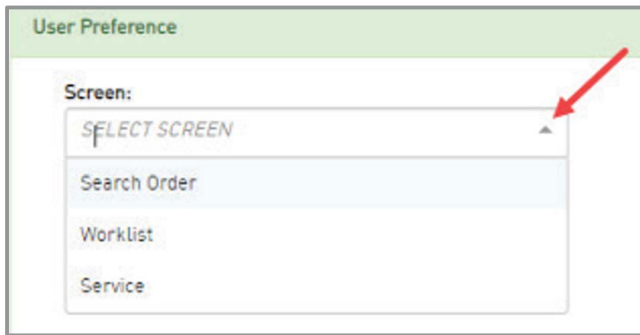 User Preference
Screen:
SELECT SCREEN
Search Order
Worklist
Service